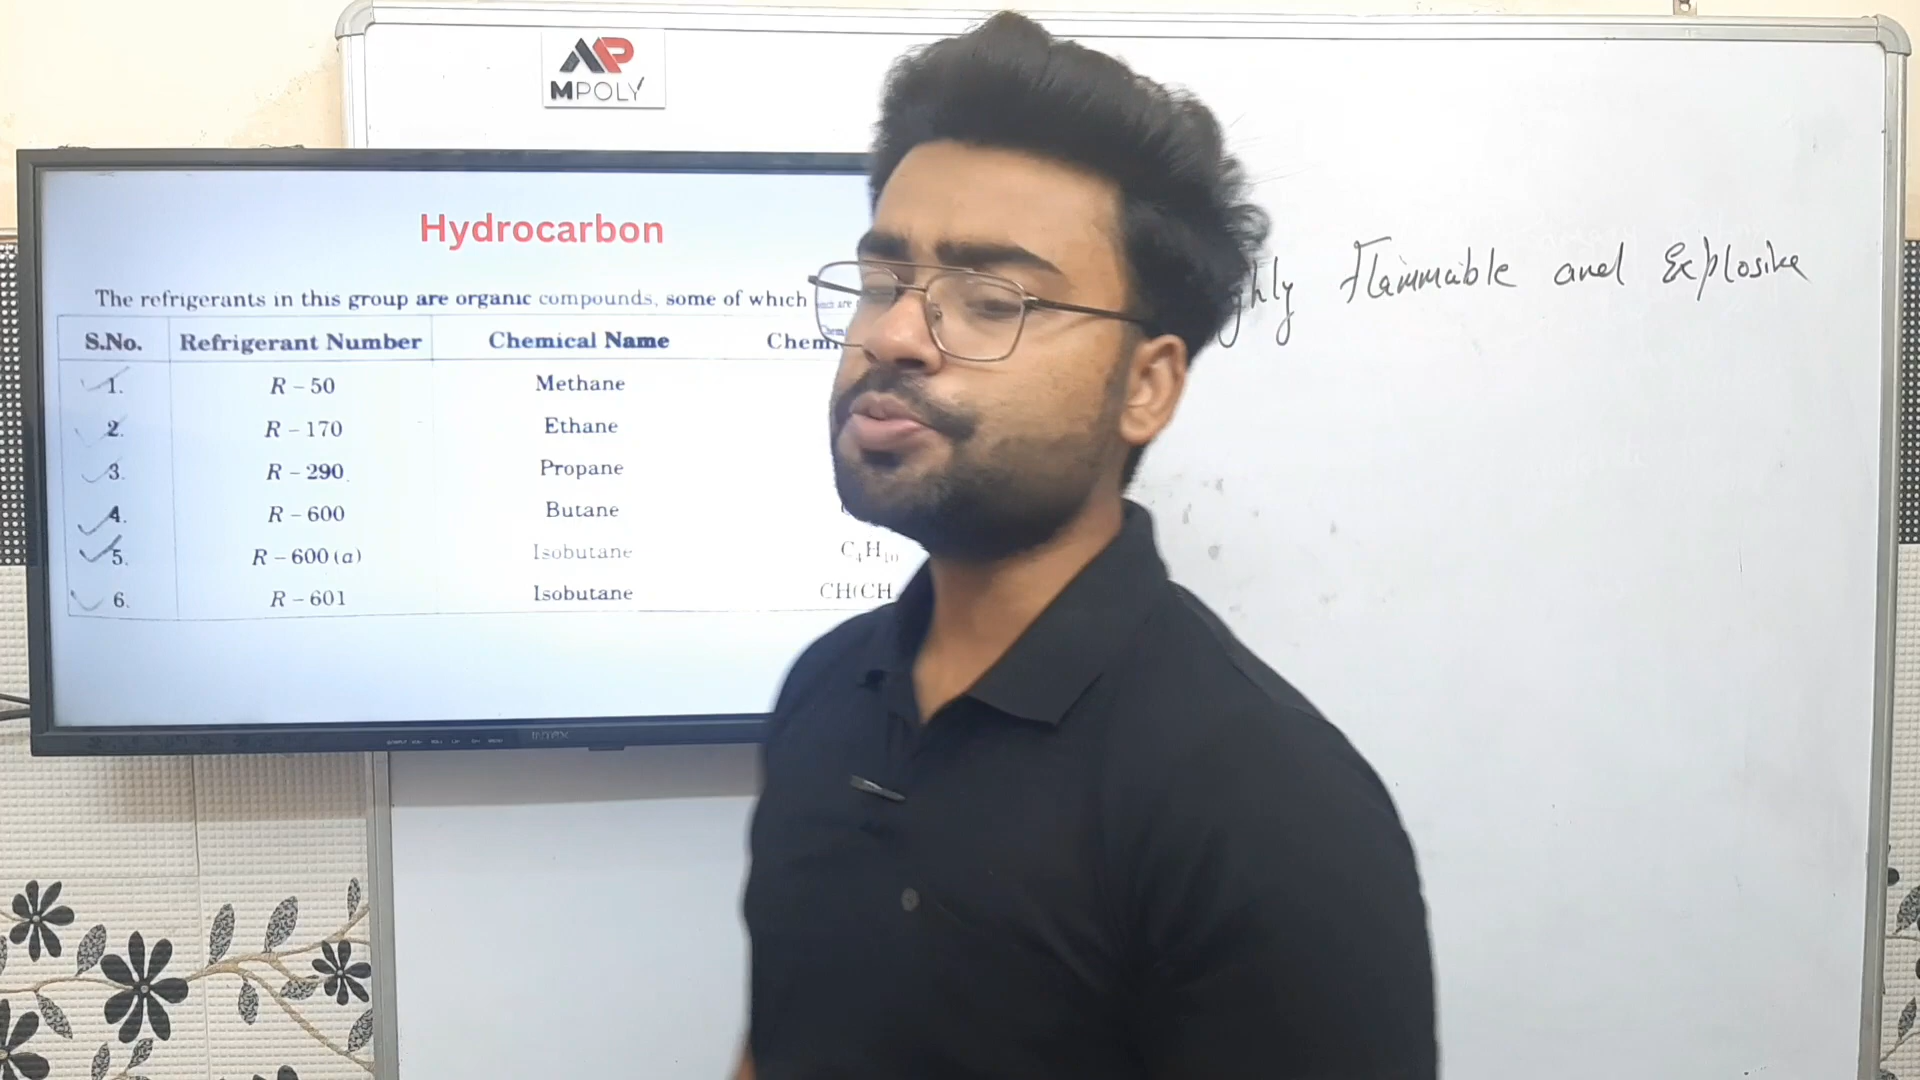 MPOLY
Hydrocarbon
The refrigerants in this group are organic compounds, some of which
S.No. Refrigerant Number Chemical Name
1. R – 50 Methane
2. R – 170 Ethane
3. R – 290 Propane
4. R – 600 Butane
5. R – 600 (a) Isobutane C₄H₁₀
6. R – 601 Isobutane CH(CH
Flammable and Explosive